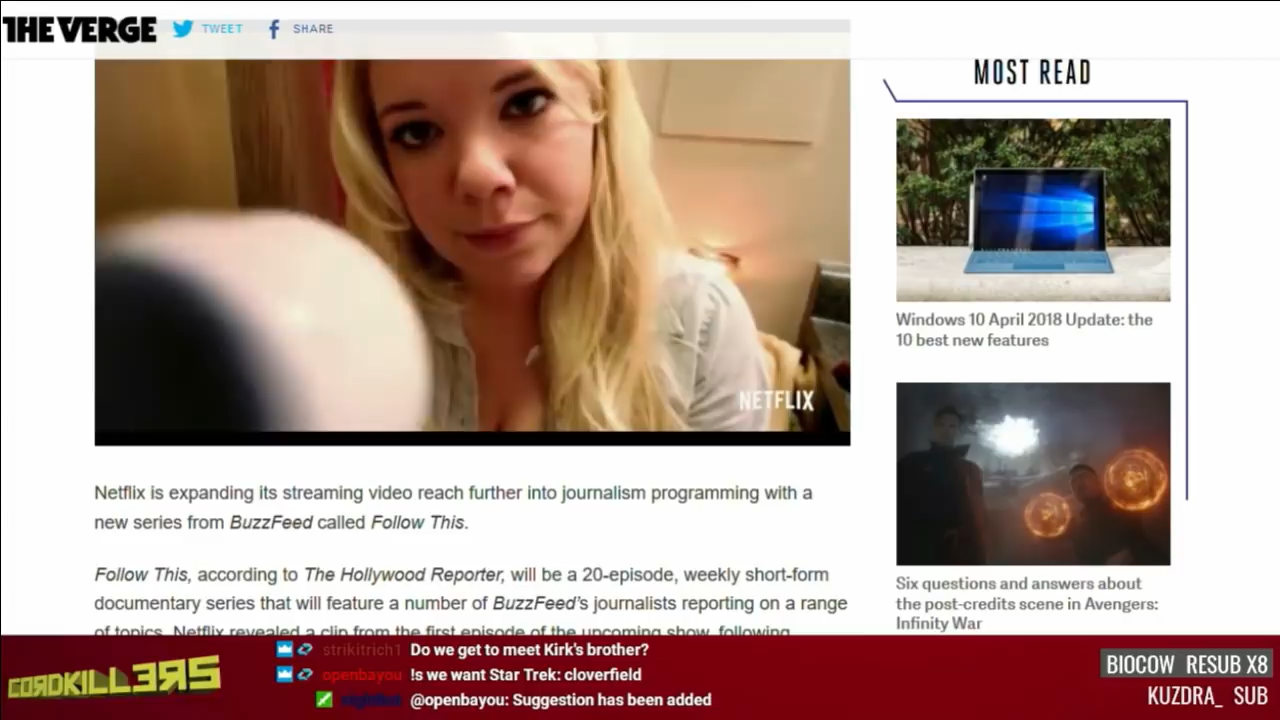 THE VERGE TWEET SHARE
NETFLIX
Netflix is expanding its streaming video reach further into journalism programming with a
new series from BuzzFeed called Follow This.
Follow This, according to The Hollywood Reporter, will be a 20-episode, weekly short-form
documentary series that will feature a number of BuzzFeed's journalists reporting on a range
of topics. Netflix revealed a clip from the first episode of the upcoming show, following
MOST READ
Windows 10 April 2018 Update: the
10 best new features
Six questions and answers about
the post-credits scene in Avengers:
Infinity War
CORDKILLERS
strikitrich1 Do we get to meet Kirk's brother?
openbayou !s we want Star Trek: cloverfield
@openbayou: Suggestion has been added
BIOCOW RESUB X8
KUZDRA_ SUB